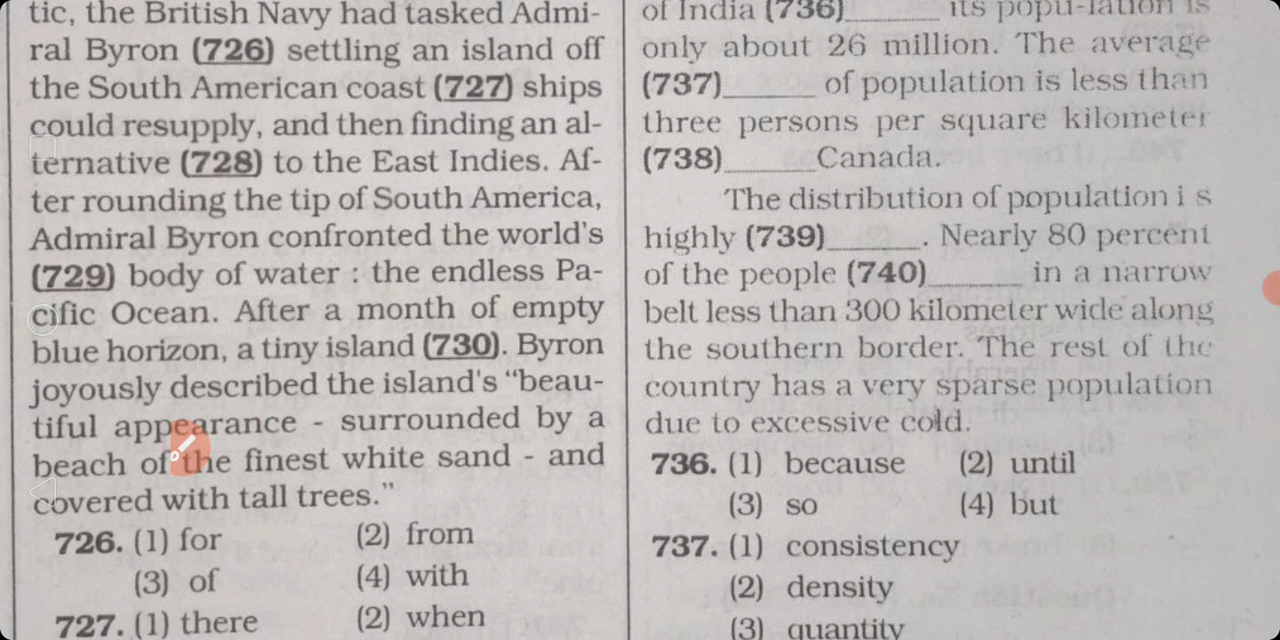 tic, the British Navy had tasked Admi-
ral Byron (726) settling an island off
the South American coast (727) ships
could resupply, and then finding an al-
ternative (728) to the East Indies. Af-
ter rounding the tip of South America,
Admiral Byron confronted the world's
(729) body of water : the endless Pa-
cific Ocean. After a month of empty
blue horizon, a tiny island (730). Byron
joyously described the island's "beau-
tiful appearance - surrounded by a
beach of the finest white sand - and
covered with tall trees."
726. (1) for (2) from
(3) of (4) with
727. (1) there (2) when
of India (736)______ its popu-lation is
only about 26 million. The average
(737)______ of population is less than
three persons per square kilometer
(738)______Canada.
The distribution of population i s
highly (739)______. Nearly 80 percent
of the people (740)______ in a narrow
belt less than 300 kilometer wide along
the southern border. The rest of the
country has a very sparse population
due to excessive cold.
736. (1) because (2) until
(3) so (4) but
737. (1) consistency
(2) density
(3) quantity